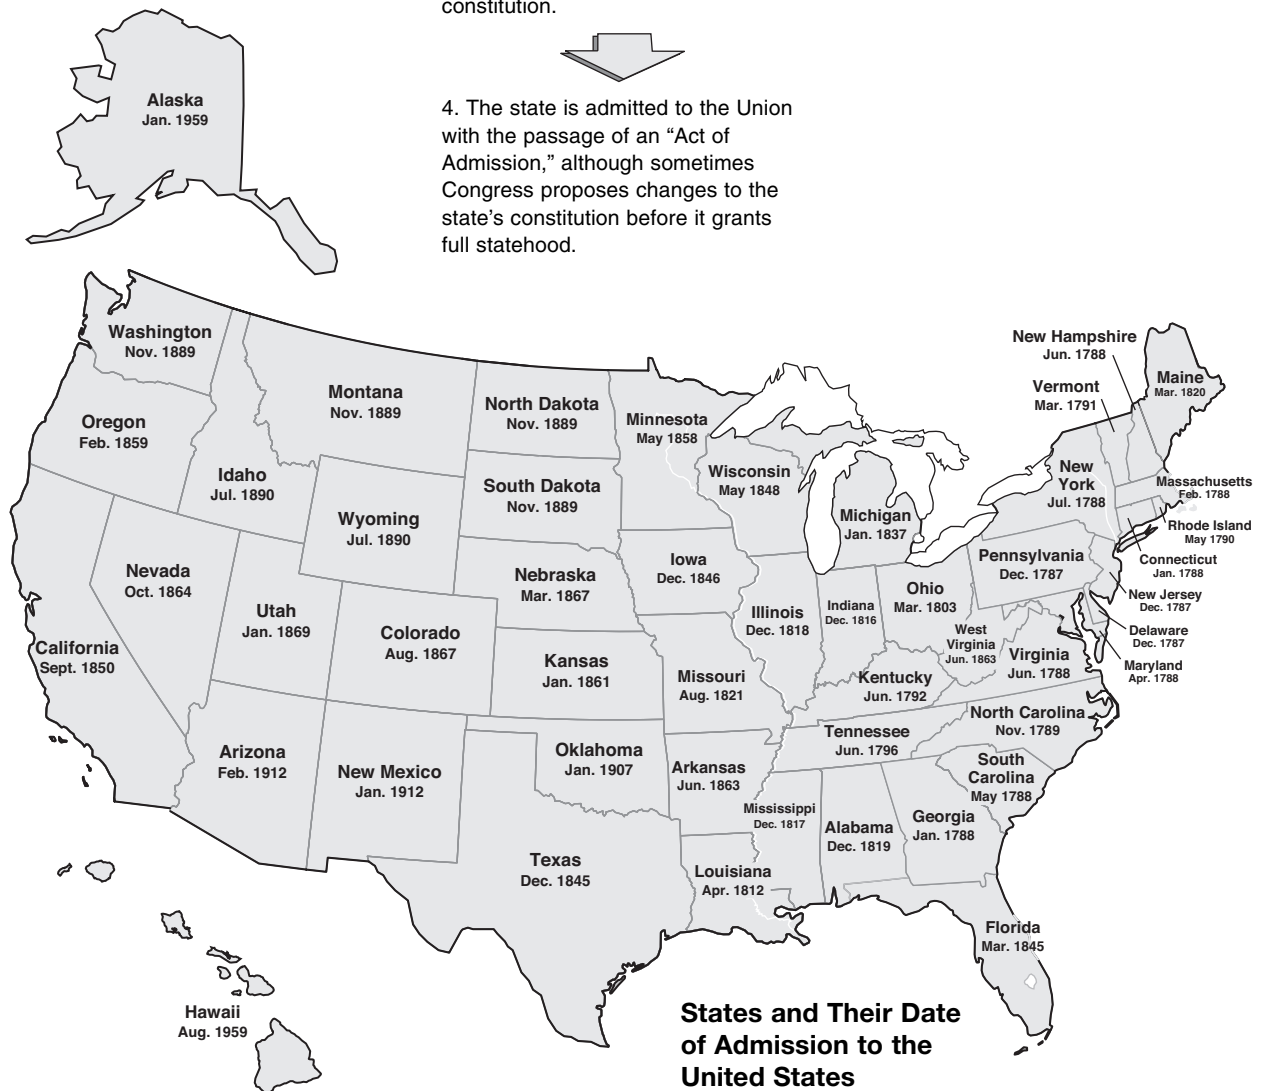 constitution.
4. The state is admitted to the Union
with the passage of an “Act of
Admission,” although sometimes
Congress proposes changes to the
state’s constitution before it grants
full statehood.
Alaska
Jan. 1959
Washington
Nov. 1889
Oregon
Feb. 1859
Idaho
Jul. 1890
Montana
Nov. 1889
North Dakota
Nov. 1889
South Dakota
Nov. 1889
Wyoming
Jul. 1890
Minnesota
May 1858
Wisconsin
May 1848
Michigan
Jan. 1837
New Hampshire
Jun. 1788
Vermont
Mar. 1791
Maine
Mar. 1820
New
York
Jul. 1788
Massachusetts
Feb. 1788
Rhode Island
May 1790
Connecticut
Jan. 1788
New Jersey
Dec. 1787
Delaware
Dec. 1787
Maryland
Apr. 1788
Pennsylvania
Dec. 1787
Nevada
Oct. 1864
Utah
Jan. 1869
California
Sept. 1850
Colorado
Aug. 1867
Nebraska
Mar. 1867
Kansas
Jan. 1861
Iowa
Dec. 1846
Missouri
Aug. 1821
Illinois
Dec. 1818
Indiana
Dec. 1816
Ohio
Mar. 1803
West
Virginia
Jun. 1863
Virginia
Jun. 1788
Kentucky
Jun. 1792
North Carolina
Nov. 1789
Tennessee
Jun. 1796
South
Carolina
May 1788
Arizona
Feb. 1912
New Mexico
Jan. 1912
Oklahoma
Jan. 1907
Arkansas
Jun. 1863
Mississippi
Dec. 1817
Alabama
Dec. 1819
Georgia
Jan. 1788
Texas
Dec. 1845
Louisiana
Apr. 1812
Florida
Mar. 1845
Hawaii
Aug. 1959
States and Their Date
of Admission to the
United States